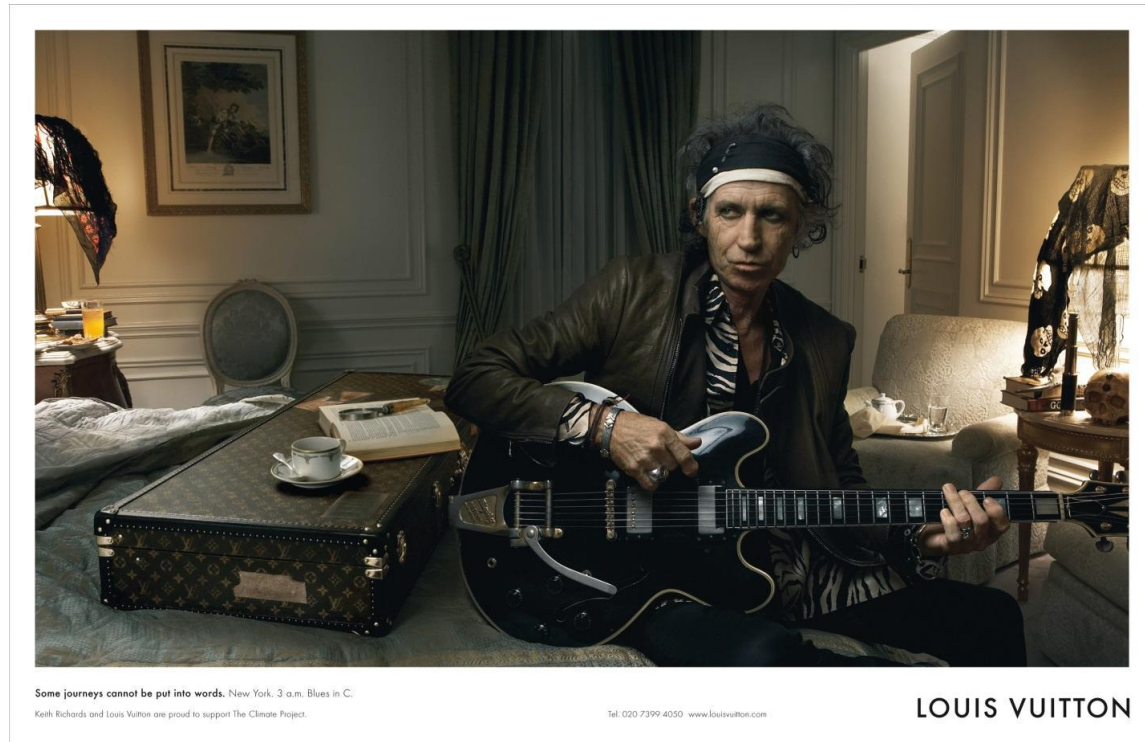 Some journeys cannot be put into words. New York. 3 a.m. Blues in C.
Keith Richards and Louis Vuitton are proud to support The Climate Project.
Tel. 020 7399 4050 www.louisvuitton.com
LOUIS VUITTON